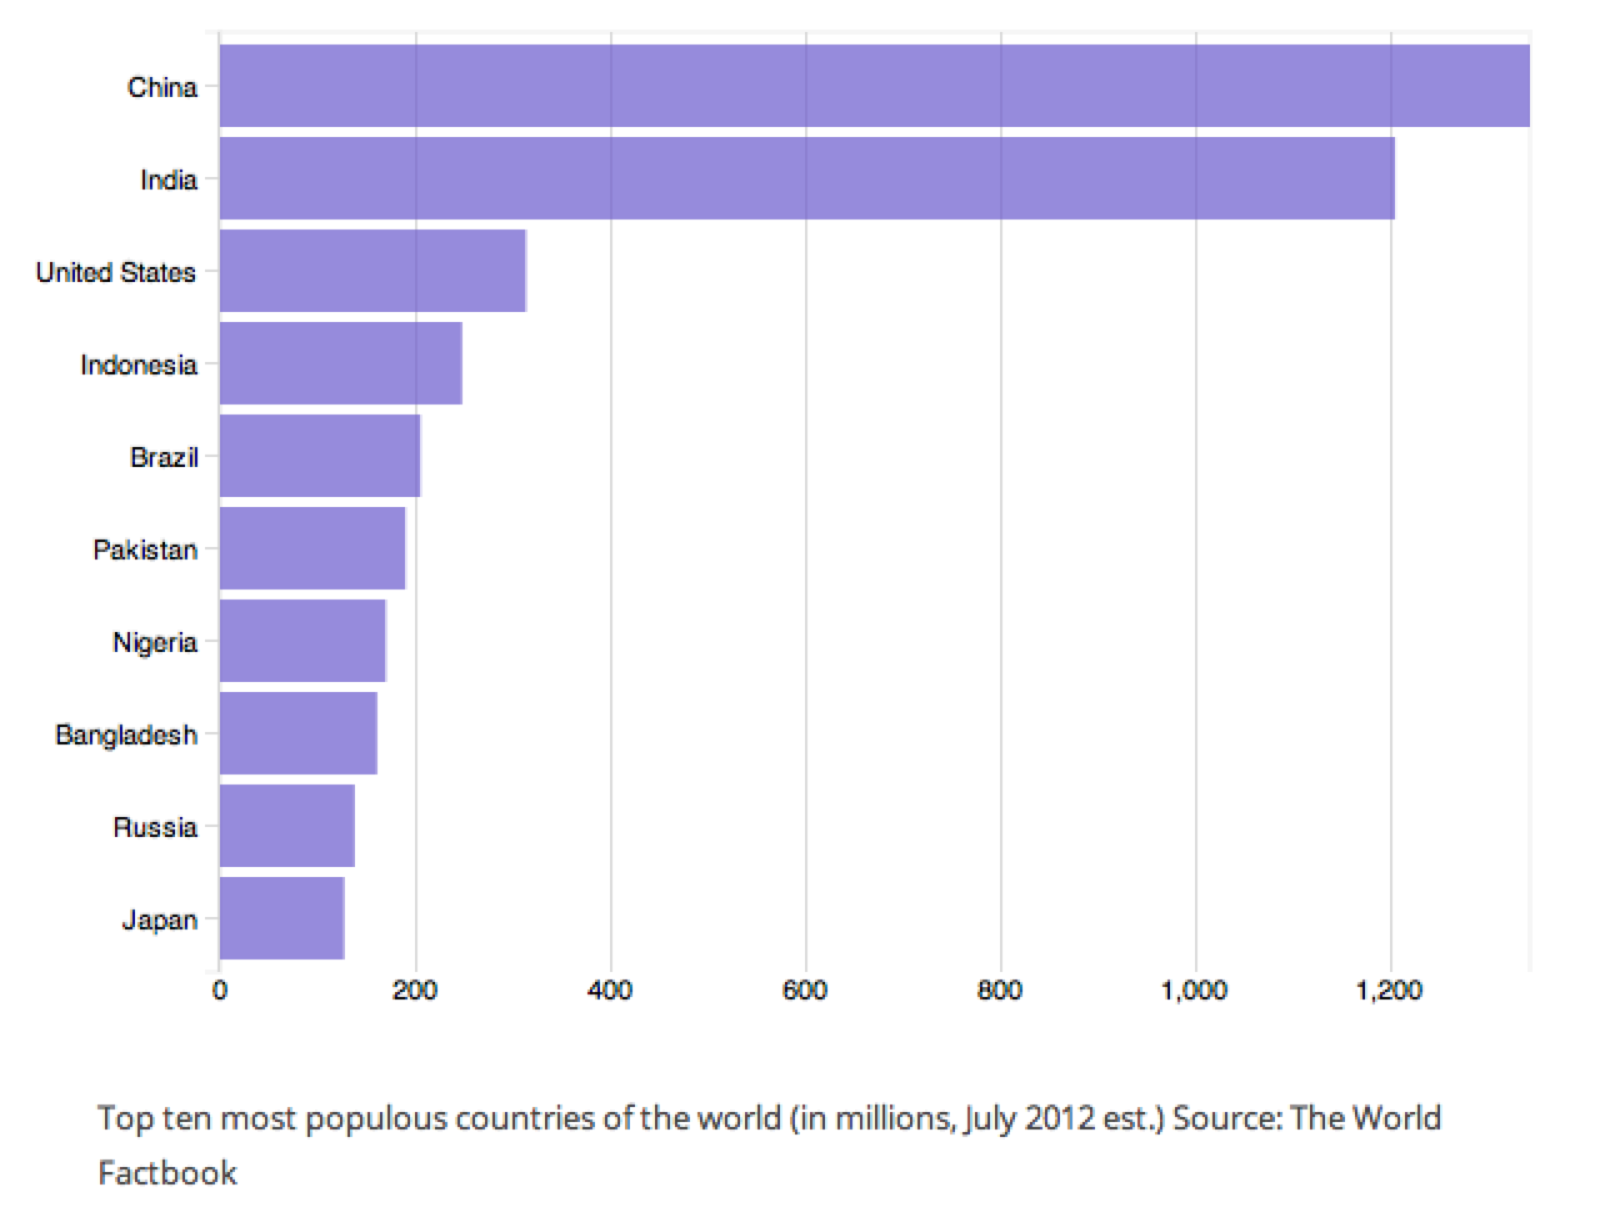 China
India
United States
Indonesia
Brazil
Pakistan
Nigeria
Bangladesh
Russia
Japan
0 200 400 600 800 1,000 1,200
Top ten most populous countries of the world (in millions, July 2012 est.) Source: The World
Factbook